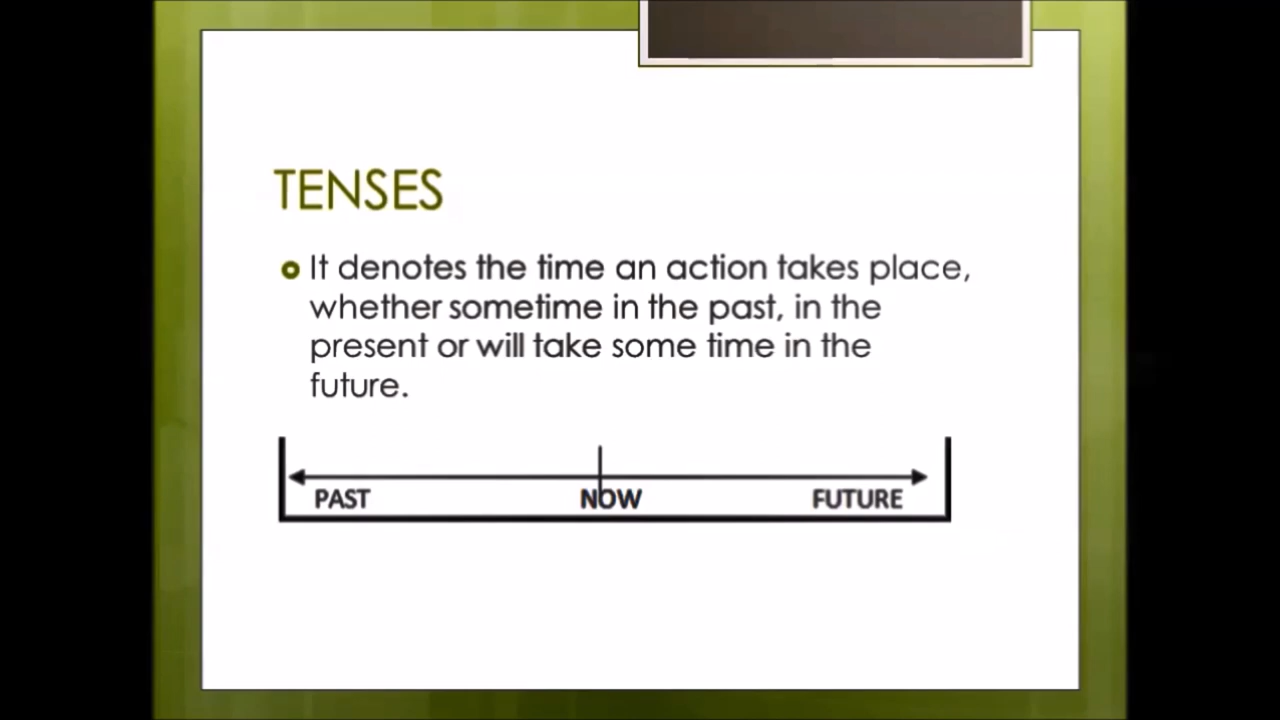 TENSES
It denotes the time an action takes place,
whether sometime in the past, in the
present or will take some time in the
future.
PAST NOW FUTURE